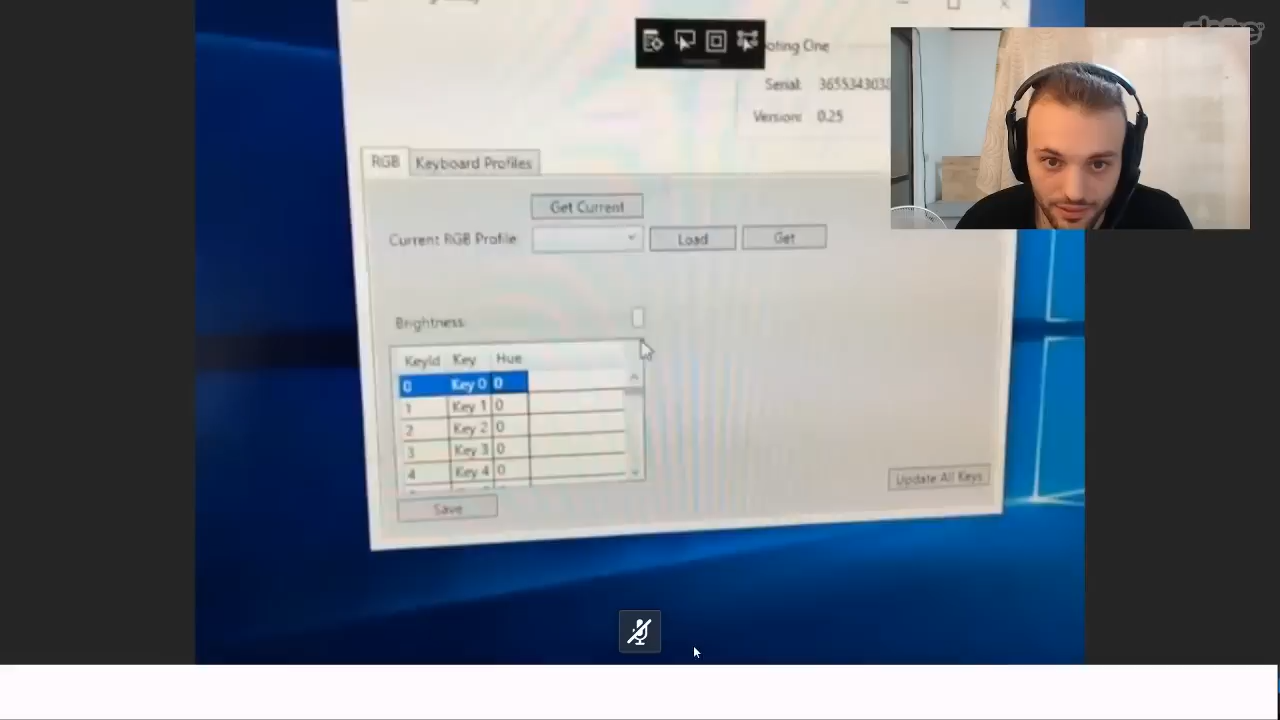 ooting One
Serial: 3655343038
Version: 0.25
RGB
Keyboard Profiles
Get Current
Current RGB Profile
Load
Get
Brightness
KeyId Key Hue
0 Key 0 0
1 Key 1 0
2 Key 2 0
3 Key 3 0
4 Key 4 0
Update All Keys
Save